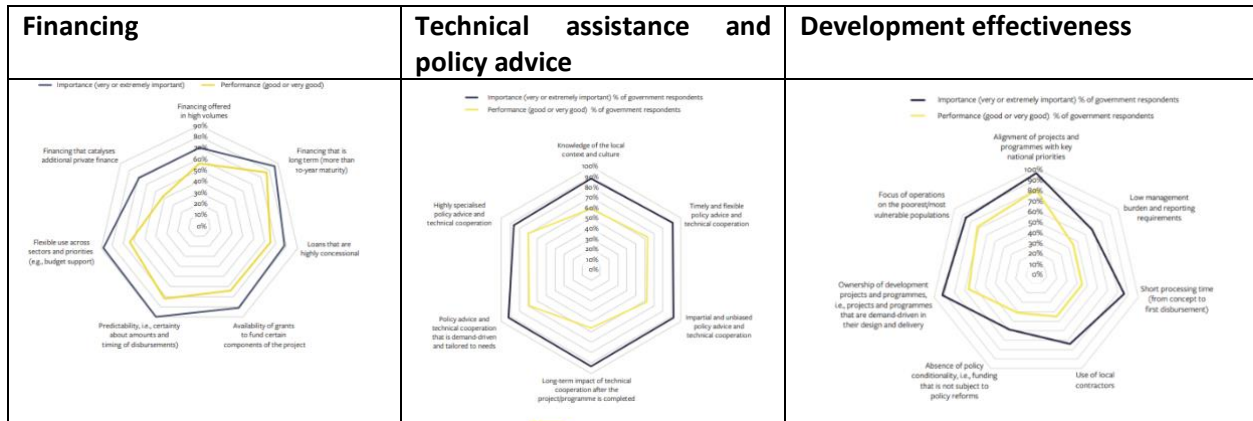 Financing
Technical assistance and
policy advice
Development effectiveness
Importance (very or extremely important) Performance (good or very good)
Financing offered
in high volumes
90%
80%
70%
60%
50%
40%
30%
20%
10%
0%
Financing that is
long term (more than
10-year maturity)
Loans that are
highly concessional
Availability of grants
to fund certain
components of the project
Predictability, i.e., certainty
about amounts and
timing of disbursements)
Flexible use across
sectors and priorities
(e.g., budget support)
Financing that catalyses
additional private finance
Importance (very or extremely important) % of government respondents
Performance (good or very good) % of government respondents
Knowledge of the local
context and culture
100%
90%
80%
70%
60%
50%
40%
30%
20%
10%
0%
Timely and flexible
policy advice and
technical cooperation
Impartial and unbiased
policy advice and
technical cooperation
Long-term impact of technical
cooperation after the
project/programme is completed
Policy advice and
technical cooperation
that is demand-driven
and tailored to needs
Highly specialised
policy advice and
technical cooperation
Importance (very or extremely important) % of government respondents
Performance (good or very good) % of government respondents
Alignment of projects and
programmes with key
national priorities
100%
90%
80%
70%
60%
50%
40%
30%
20%
10%
0%
Low management
burden and reporting
requirements
Short processing time
(from concept to
first disbursement)
Use of local
contractors
Absence of policy
conditionality, i.e., funding
that is not subject to
policy reforms
Ownership of development
projects and programmes,
i.e., projects and programmes
that are demand-driven in
their design and delivery
Focus of operations
on the poorest/most
vulnerable populations